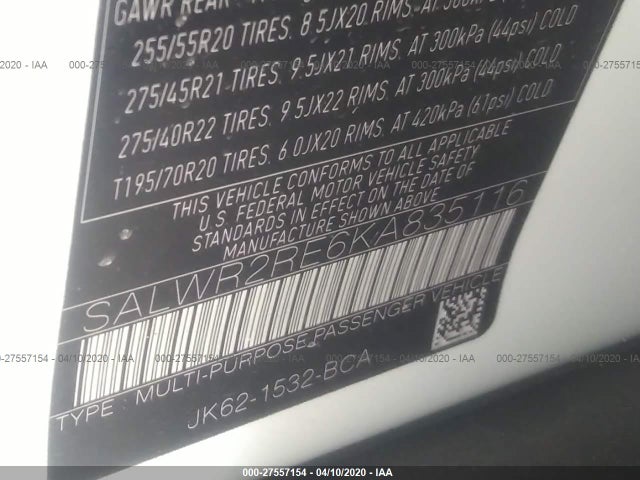 GAWR REAR
255/55R20 TIRES. 8.5JX20 RIMS. AT 300kPa
275/45R21 TIRES. 9.5JX21 RIMS. AT 300kPa (44psi) COLD
275/40R22 TIRES. 9.5JX22 RIMS. AT 300kPa (44psi) COLD
T195/70R20 TIRES. 6.0JX20 RIMS. AT 420kPa (61psi) COLD
THIS VEHICLE CONFORMS TO ALL APPLICABLE
U.S. FEDERAL MOTOR VEHICLE SAFETY
STANDARDS IN EFFECT ON THE DATE OF
MANUFACTURE SHOWN ABOVE
SALWR2RE6KA835116
TYPE : MULTI-PURPOSE PASSENGER VEHICLE
JK62-1532-BCA
-0-27557154 - 04/10/2020 - IAA